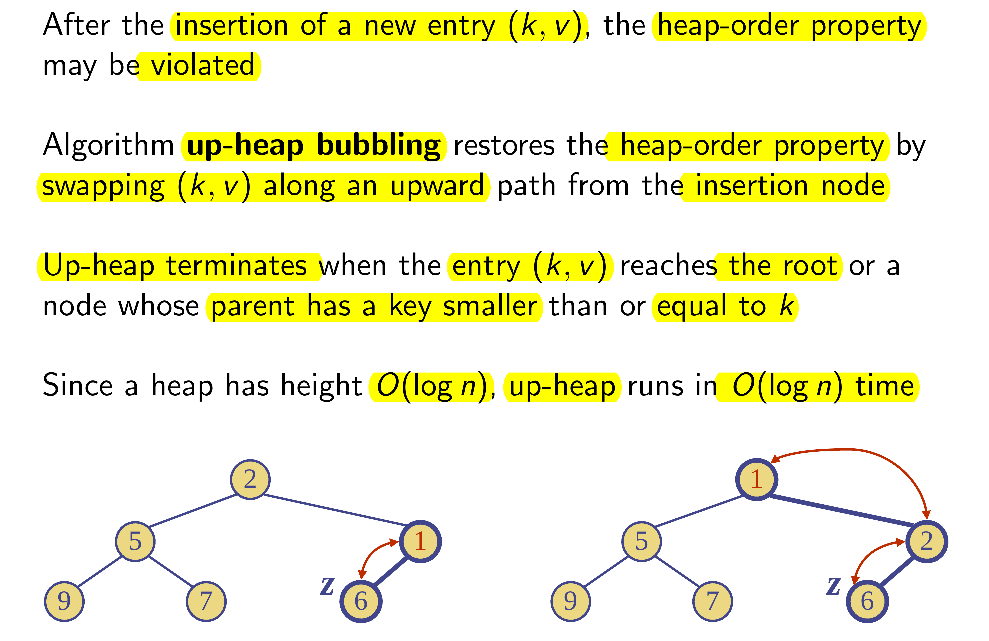 After the insertion of a new entry (k, v), the heap-order property
may be violated
Algorithm up-heap bubbling restores the heap-order property by
swapping (k, v) along an upward path from the insertion node
Up-heap terminates when the entry (k, v) reaches the root or a
node whose parent has a key smaller than or equal to k
Since a heap has height O(log n), up-heap runs in O(log n) time
2
5
1
9
7
z
6
1
5
2
9
7
z
6